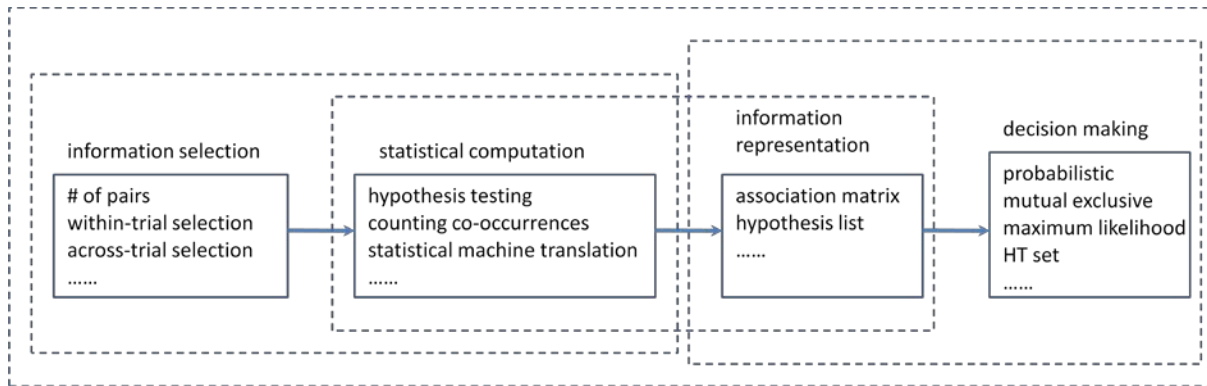 information selection
# of pairs
within-trial selection
across-trial selection
......
statistical computation
hypothesis testing
counting co-occurrences
statistical machine translation
......
information
representation
association matrix
hypothesis list
......
decision making
probabilistic
mutual exclusive
maximum likelihood
HT set
......